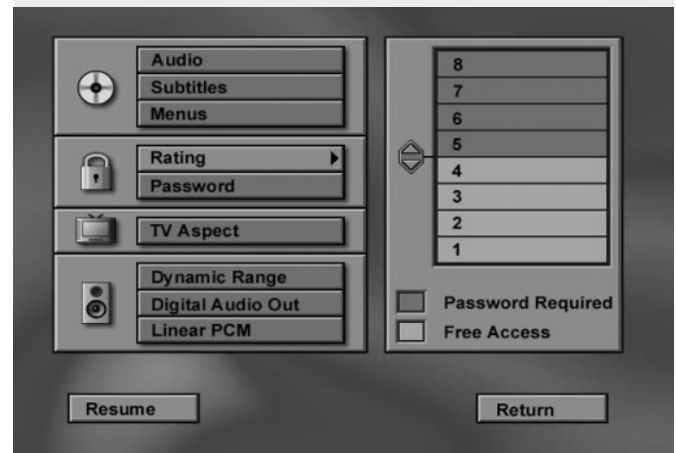 Audio
Subtitles
Menus
Rating
Password
TV Aspect
Dynamic Range
Digital Audio Out
Linear PCM
8
7
6
5
4
3
2
1
Password Required
Free Access
Resume
Return